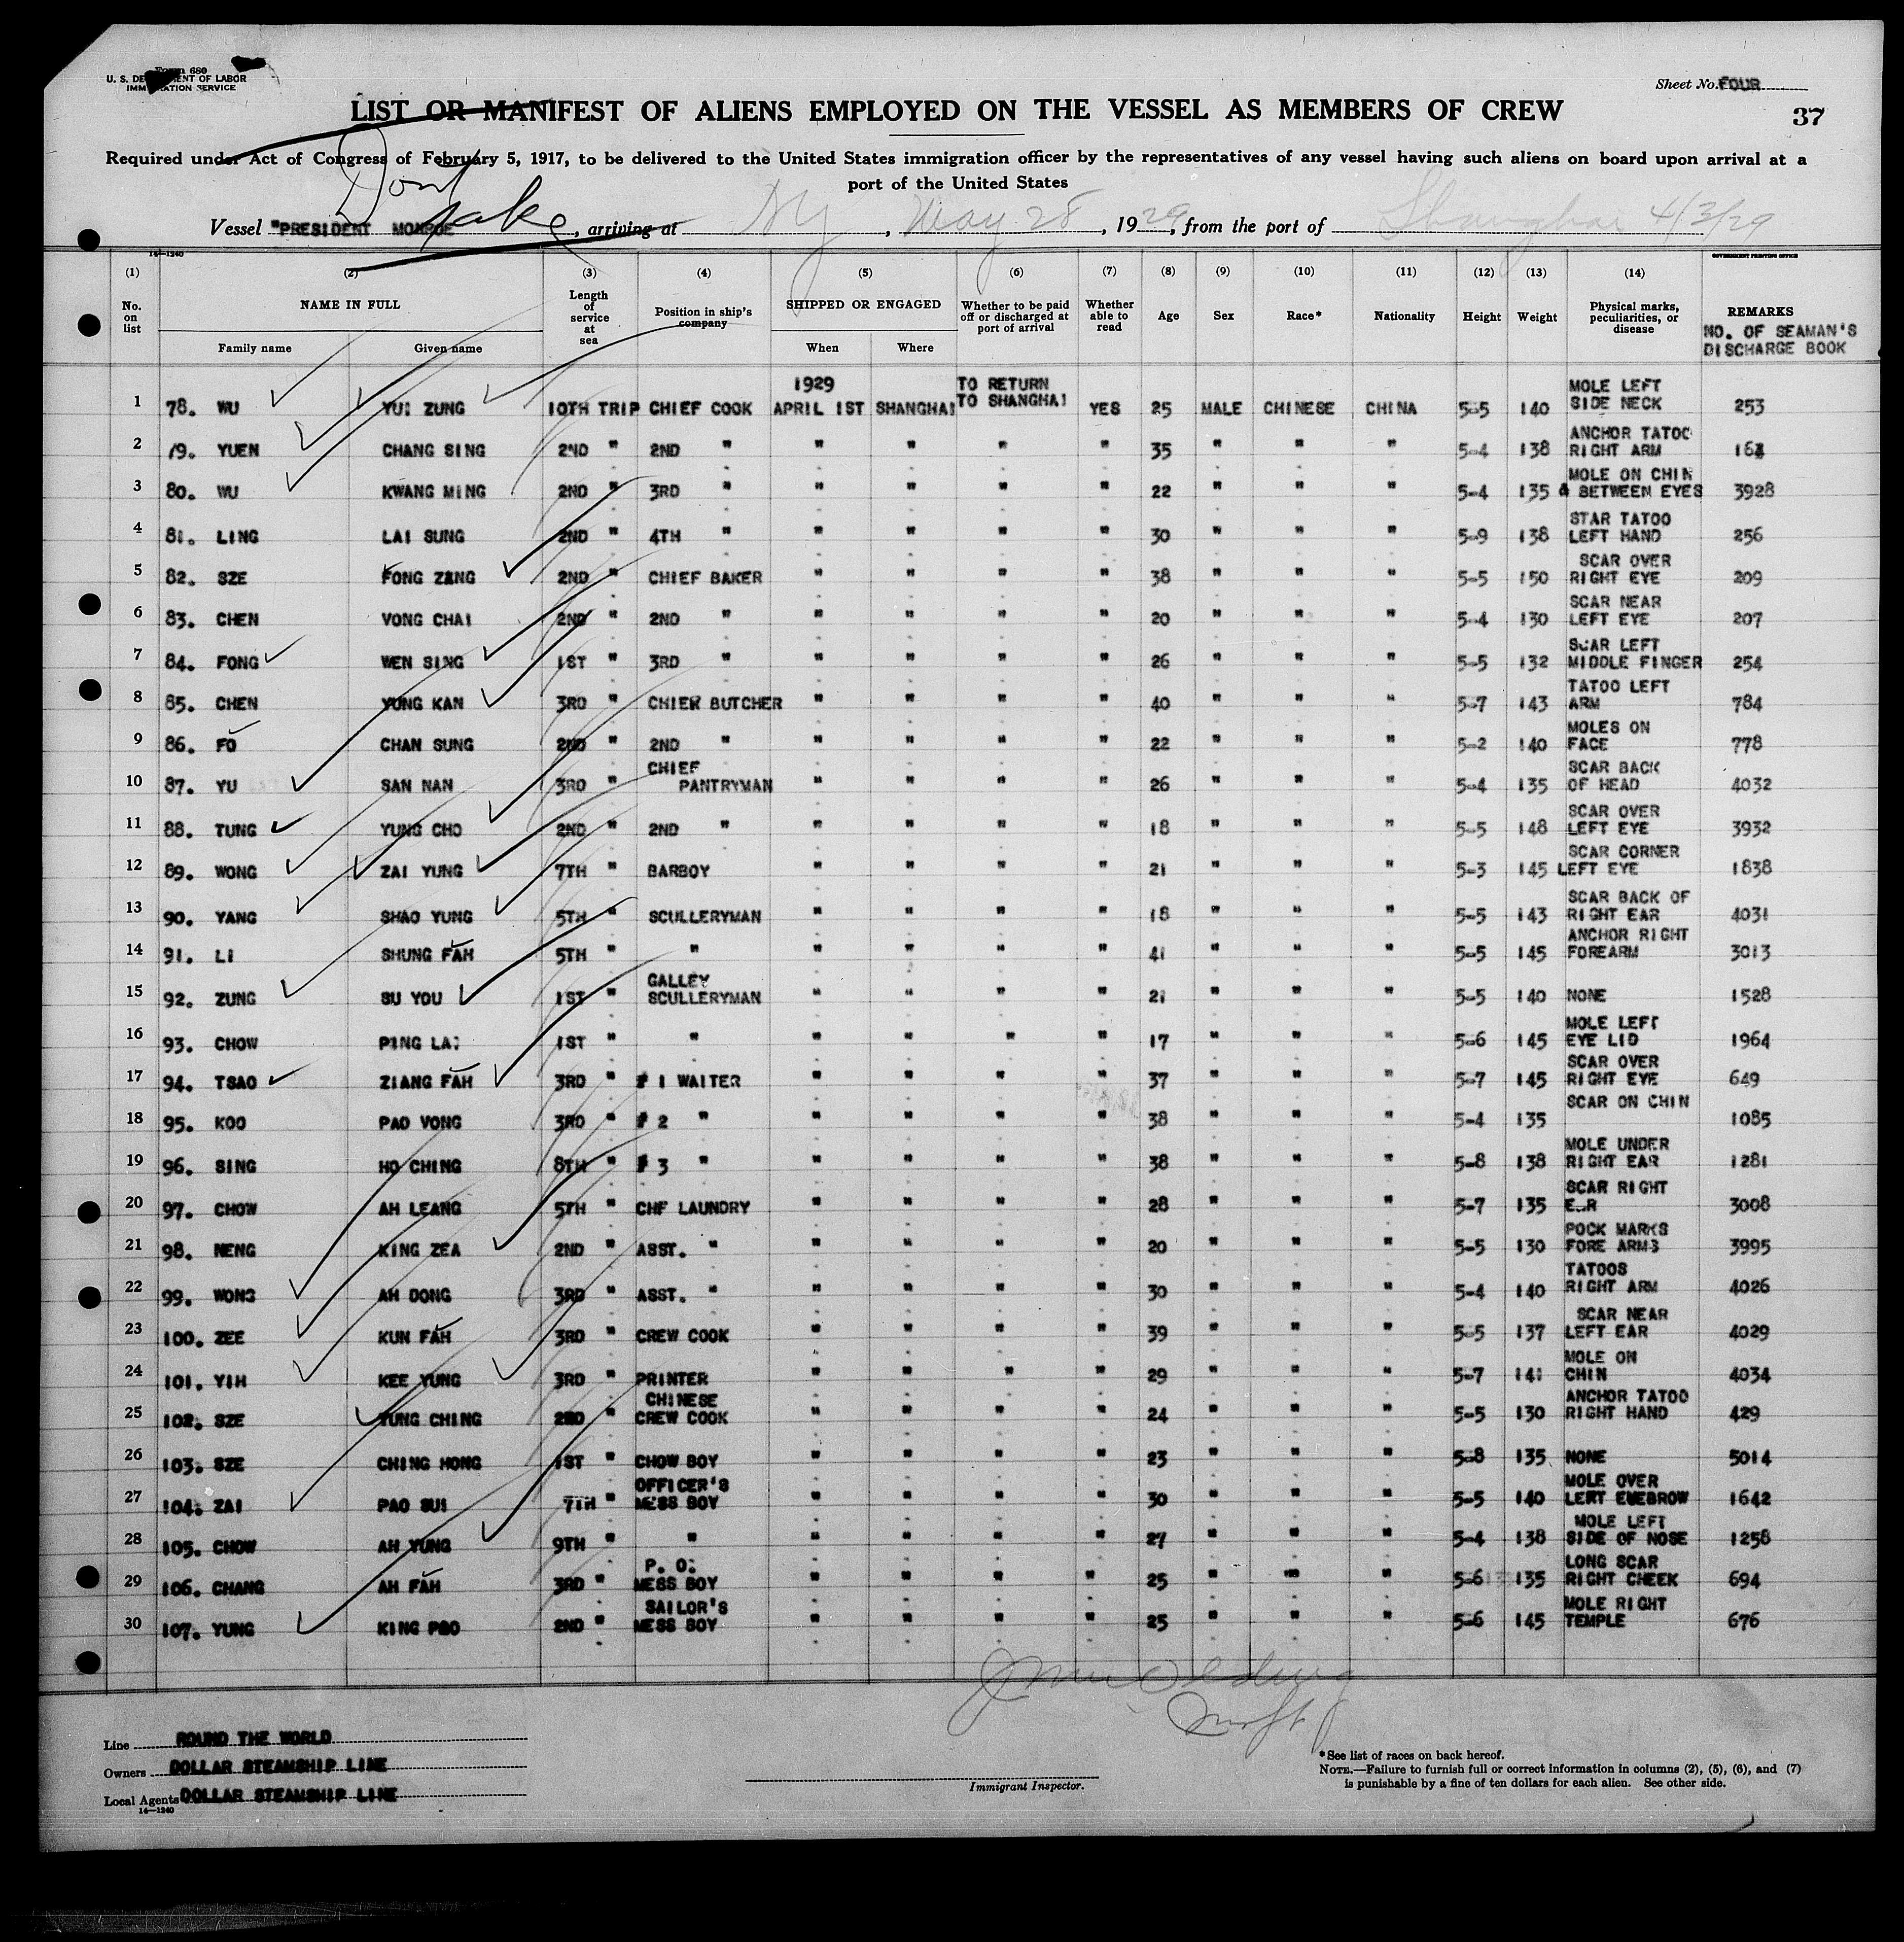 Form 680
U. S. DEPARTMENT OF LABOR
IMMIGRATION SERVICE
Sheet No. FOUR
LIST OR MANIFEST OF ALIENS EMPLOYED ON THE VESSEL AS MEMBERS OF CREW
37
Required under Act of Congress of February 5, 1917, to be delivered to the United States immigration officer by the representatives of any vessel having such aliens on board upon arrival at a
port of the United States
Dont
take
Vessel "PRESIDENT MONROE, arriving at NY, May 28, 1929, from the port of Shanghai 4/3/29
14—1240
GOVERNMENT PRINTING OFFICE
(1) (2) (3) (4) (5) (6) (7) (8) (9) (10) (11) (12) (13) (14)
No. on list NAME IN FULL Length of service at sea Position in ship's company SHIPPED OR ENGAGED Whether to be paid off or discharged at port of arrival Whether able to read Age Sex Race* Nationality Height Weight Physical marks, peculiarities, or disease REMARKS
NO. OF SEAMAN'S
DISCHARGE BOOK
Family name Given name When Where
1929 TO RETURN MOLE LEFT
1 78. WU YUI ZUNG 10TH TRIP CHIEF COOK APRIL 1ST SHANGHAI TO SHANGHAI YES 25 MALE CHINESE CHINA 5-5 140 SIDE NECK 253
ANCHOR TATOO
2 79. YUEN CHANG SING 2ND " 2ND " " " " " 35 " " " 5-4 138 RIGHT ARM 163
MOLE ON CHIN
3 80. WU KWANG MING 2ND " 3RD " " " " " 22 " " " 5-4 135 & BETWEEN EYES 3928
STAR TATOO
4 81. LING LAI SUNG 2ND " 4TH " " " " " 30 " " " 5-9 138 LEFT HAND 256
SCAR OVER
5 82. SZE FONG ZANG 2ND " CHIEF BAKER " " " " 38 " " " 5-5 150 RIGHT EYE 209
SCAR NEAR
6 83. CHEN VONG CHAI 2ND " 2ND " " " " " 20 " " " 5-4 130 LEFT EYE 207
SCAR LEFT
7 84. FONG WEN SING 1ST " 3RD " " " " " 26 " " " 5-5 132 MIDDLE FINGER 254
TATOO LEFT
8 85. CHEN YUNG KAN 3RD " CHIEF BUTCHER " " " " 40 " " " 5-7 143 ARM 784
MOLES ON
9 86. FO CHAN SUNG 2ND " 2ND " " " " " 22 " " " 5-2 140 FACE 778
CHIEF SCAR BACK
10 87. YU SAN NAN 3RD " PANTRYMAN " " " " 26 " " " 5-4 135 OF HEAD 4032
SCAR OVER
11 88. TUNG YUNG CHO 2ND " 2ND " " " " " 18 " " " 5-5 148 LEFT EYE 3932
SCAR CORNER
12 89. WONG ZAI YUNG 7TH " BARBOY " " " " 21 " " " 5-3 145 LEFT EYE 1838
SCAR BACK OF
13 90. YANG SHAO YUNG 5TH " SCULLERYMAN " " " " 18 " " " 5-5 143 RIGHT EAR 4031
ANCHOR RIGHT
14 91. LI SHUNG FAH 5TH " " " " " " 41 " " " 5-5 145 FOREARM 3013
GALLEY
15 92. ZUNG SU YOU 1ST " SCULLERYMAN " " " " 21 " " " 5-5 140 NONE 1528
MOLE LEFT
16 93. CHOW PING LAI 1ST " " " " " " 17 " " " 5-6 145 EYE LID 1964
SCAR OVER
17 94. TSAO ZIANG FAH 3RD " # 1 WAITER " " " " 37 " " " 5-7 145 RIGHT EYE 649
SCAR ON CHIN
18 95. KOO PAO VONG 3RD " # 2 " " " " " 38 " " " 5-4 135 1085
MOLE UNDER
19 96. SING HO CHING 8TH " # 3 " " " " " 38 " " " 5-8 138 RIGHT EAR 1281
SCAR RIGHT
20 97. CHOW AH LEANG 5TH " CHF LAUNDRY " " " " 28 " " " 5-7 135 EAR 3008
POCK MARKS
21 98. NENG KING ZEA 2ND " ASST. " " " " " 20 " " " 5-5 130 FORE ARMS 3995
TATOOS
22 99. WONG AH DONG 3RD " ASST. " " " " " 30 " " " 5-4 140 RIGHT ARM 4026
SCAR NEAR
23 100. ZEE KUN FAH 3RD " CREW COOK " " " " 39 " " " 5-5 137 LEFT EAR 4029
MOLE ON
24 101. YIH KEE YUNG 3RD " PRINTER " " " " 29 " " " 5-7 141 CHIN 4034
CHINESE ANCHOR TATOO
25 102. SZE YUNG CHING 2ND " CREW COOK " " " " 24 " " " 5-5 130 RIGHT HAND 429
26 103. SZE CHING HONG 1ST " CHOW BOY " " " " 23 " " " 5-8 135 NONE 5014
OFFICER'S MOLE OVER
27 104. ZAI PAO SUI 7TH " MESS BOY " " " " 30 " " " 5-5 140 LEFT EYEBROW 1642
MOLE LEFT
28 105. CHOW AH YUNG 9TH " " " " " " 27 " " " 5-4 138 SIDE OF NOSE 1258
P. O. LONG SCAR
29 106. CHANG AH FAH 3RD " MESS BOY " " " " 25 " " " 5-6 135 RIGHT CHEEK 694
SAILOR'S MOLE RIGHT
30 107. YUNG KING PAO 2ND " MESS BOY " " " " 25 " " " 5-6 145 TEMPLE 676
Line ROUND THE WORLD
Owners DOLLAR STEAMSHIP LINE
Local Agents DOLLAR STEAMSHIP LINE
14—1240
Immigrant Inspector.
*See list of races on back hereof.
NOTE.—Failure to furnish full or correct information in columns (2), (5), (6), and (7)
is punishable by a fine of ten dollars for each alien. See other side.